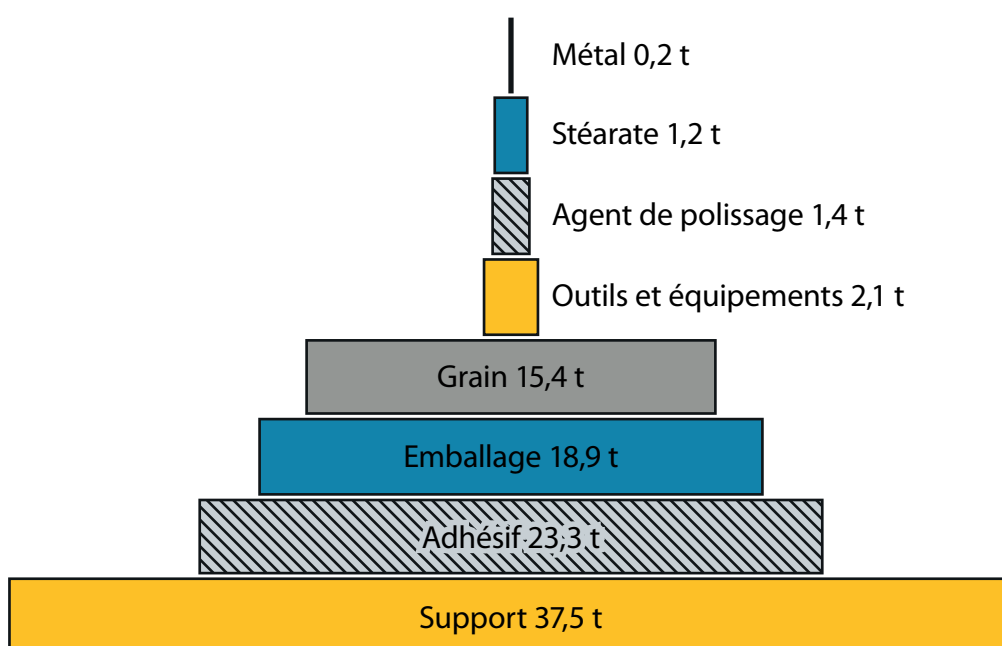 Métal 0,2 t
Stéarate 1,2 t
Agent de polissage 1,4 t
Outils et équipements 2,1 t
Grain 15,4 t
Emballage 18,9 t
Adhésif 23,3 t
Support 37,5 t